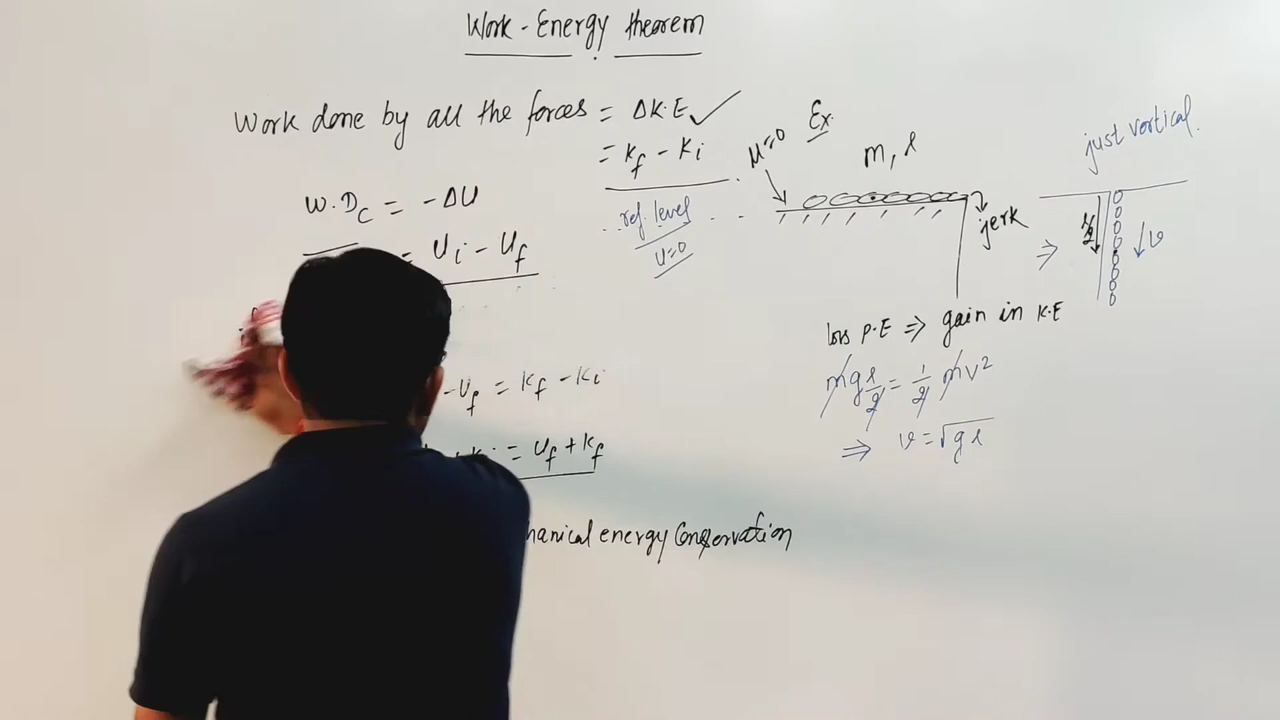 Work-Energy theorem
Work done by all the forces = ΔK.E ✓
= Kf - Ki
W.Dc = -ΔU
= Ui - Uf
-Uf = Kf - Ki
= Uf + Kf
hanical energy Conservation
ref. level
U=0
μ=0
Ex.
m, l
jerk
just vertical.
⇒
l/2
v
loss P.E ⇒ gain in K.E
mg l/2 = 1/2 mv²
⇒ v = √gl